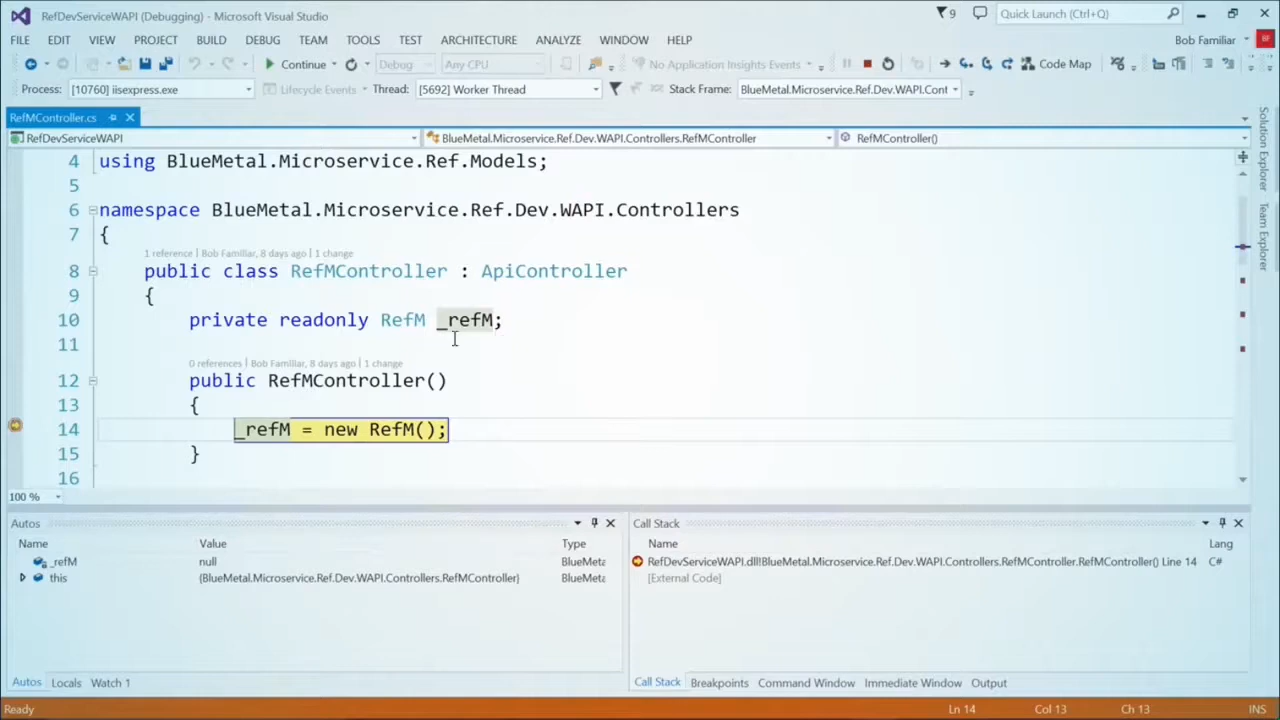 RefDevServiceWAPI (Debugging) - Microsoft Visual Studio
9
Quick Launch (Ctrl+Q)
FILE EDIT VIEW PROJECT BUILD DEBUG TEAM TOOLS TEST ARCHITECTURE ANALYZE WINDOW HELP
Bob Familiar
BF
Continue
Debug
Any CPU
No Application Insights Events
Code Map
Process: [10760] iisexpress.exe
Lifecycle Events
Thread: [5692] Worker Thread
Stack Frame: BlueMetal.Microservice.Ref.Dev.WAPI.Cont
RefMController.cs
RefDevServiceWAPI
BlueMetal.Microservice.Ref.Dev.WAPI.Controllers.RefMController
RefMController()
4 using BlueMetal.Microservice.Ref.Models;
5
6 namespace BlueMetal.Microservice.Ref.Dev.WAPI.Controllers
7 {
1 reference | Bob Familiar, 8 days ago | 1 change
8 public class RefMController : ApiController
9 {
10 private readonly RefM _refM;
11
0 references | Bob Familiar, 8 days ago | 1 change
12 public RefMController()
13 {
14 _refM = new RefM();
15 }
16
100 %
Solution Explorer
Team Explorer
Autos
Name Value Type
_refM null BlueMeta
this {BlueMetal.Microservice.Ref.Dev.WAPI.Controllers.RefMController} BlueMeta
Autos Locals Watch 1
Call Stack
Name Lang
RefDevServiceWAPI.dll!BlueMetal.Microservice.Ref.Dev.WAPI.Controllers.RefMController.RefMController() Line 14 C#
[External Code]
Call Stack Breakpoints Command Window Immediate Window Output
Ready
Ln 14 Col 13 Ch 13 INS